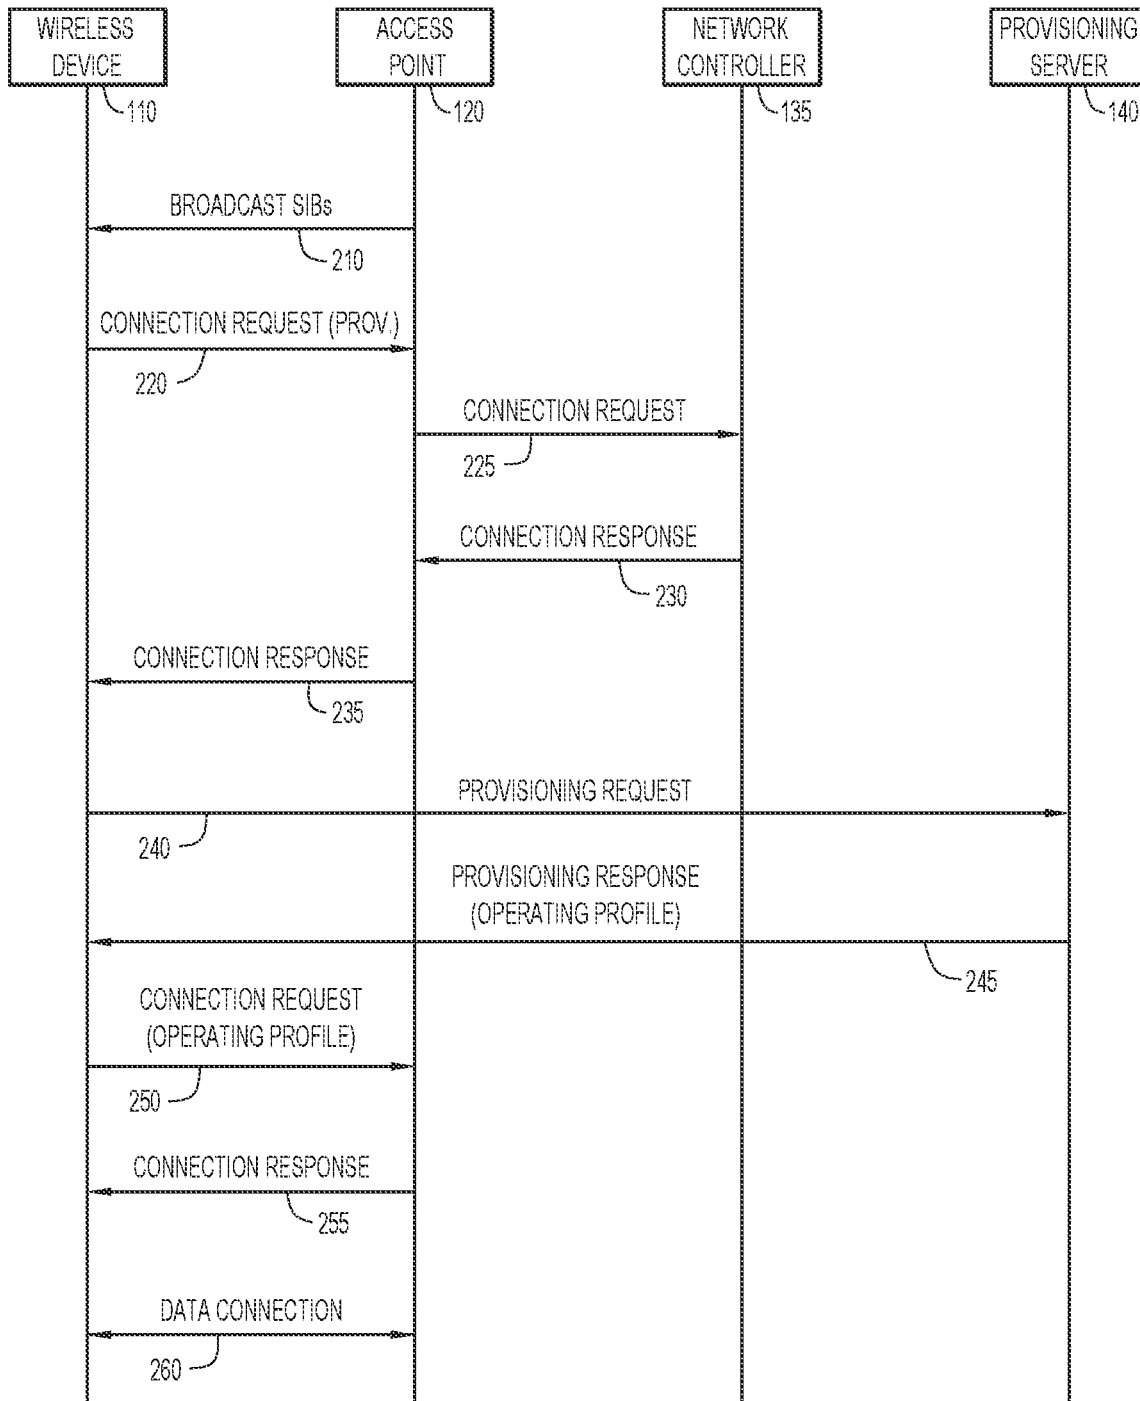 WIRELESS
DEVICE
110
ACCESS
POINT
120
NETWORK
CONTROLLER
135
PROVISIONING
SERVER
140
BROADCAST SIBs
210
CONNECTION REQUEST (PROV.)
220
CONNECTION REQUEST
225
CONNECTION RESPONSE
230
CONNECTION RESPONSE
235
PROVISIONING REQUEST
240
PROVISIONING RESPONSE
(OPERATING PROFILE)
245
CONNECTION REQUEST
(OPERATING PROFILE)
250
CONNECTION RESPONSE
255
DATA CONNECTION
260